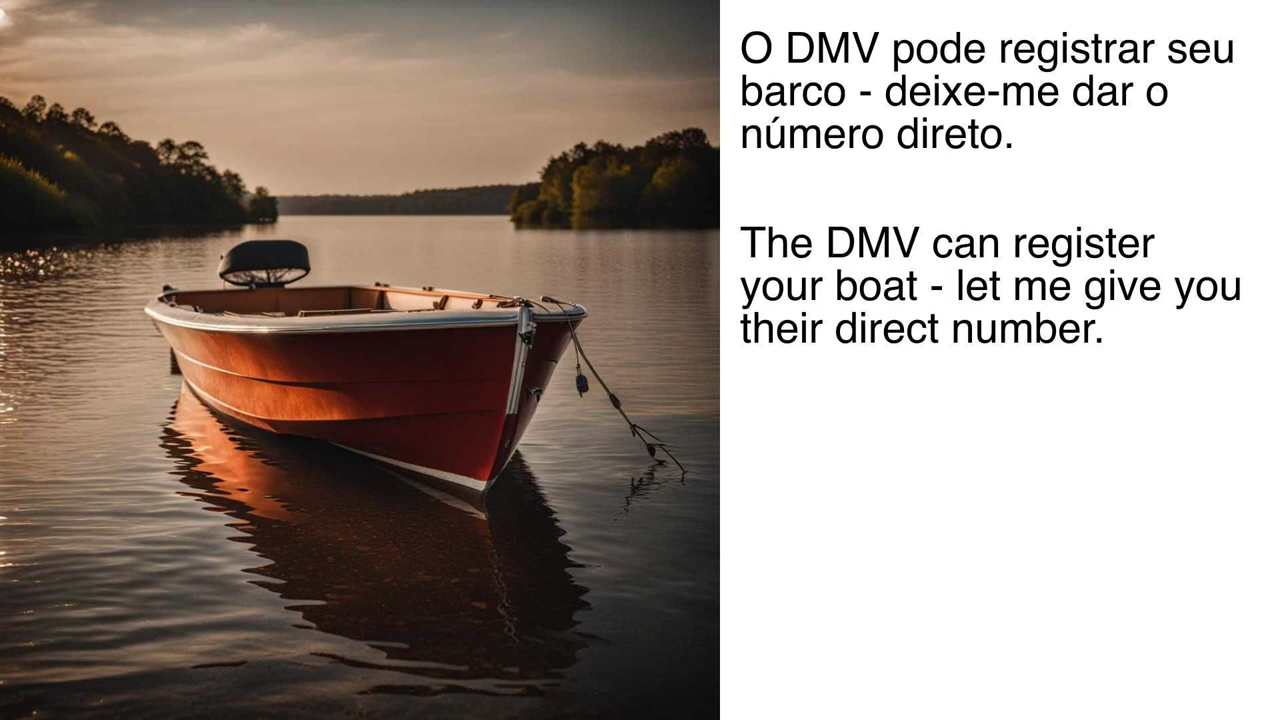 O DMV pode registrar seu
barco - deixe-me dar o
número direto.
The DMV can register
your boat - let me give you
their direct number.